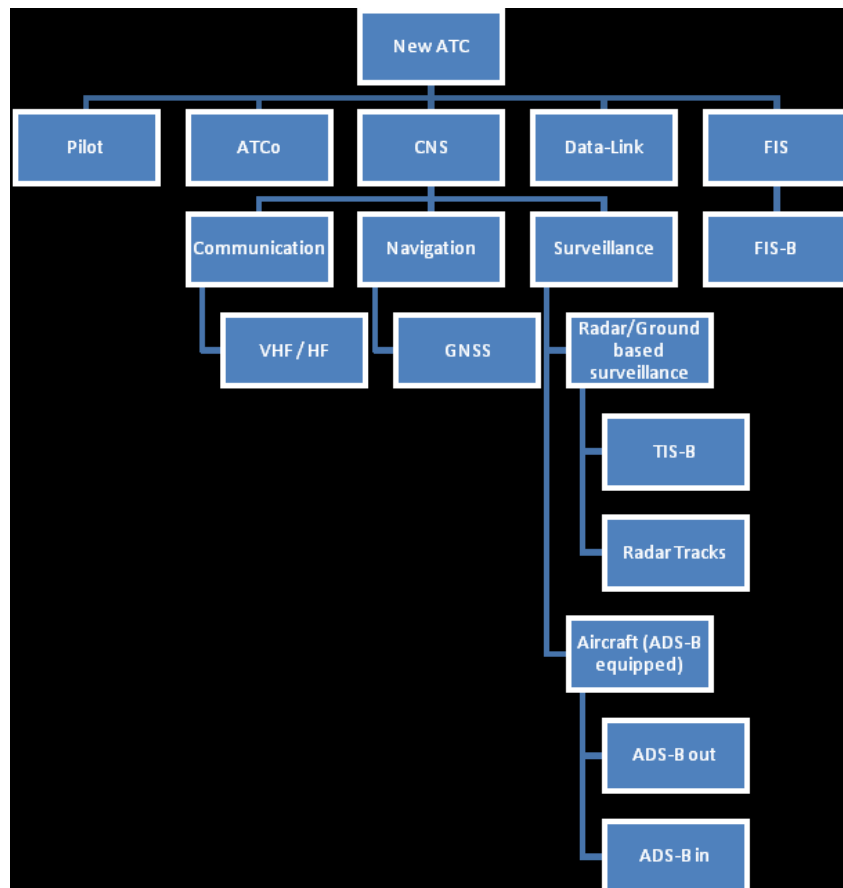 New ATC
Pilot
ATCo
CNS
Data-Link
FIS
Communication
Navigation
Surveillance
FIS-B
VHF / HF
GNSS
Radar/Ground
based
surveillance
TIS-B
Radar Tracks
Aircraft (ADS-B
equipped)
ADS-B out
ADS-B in